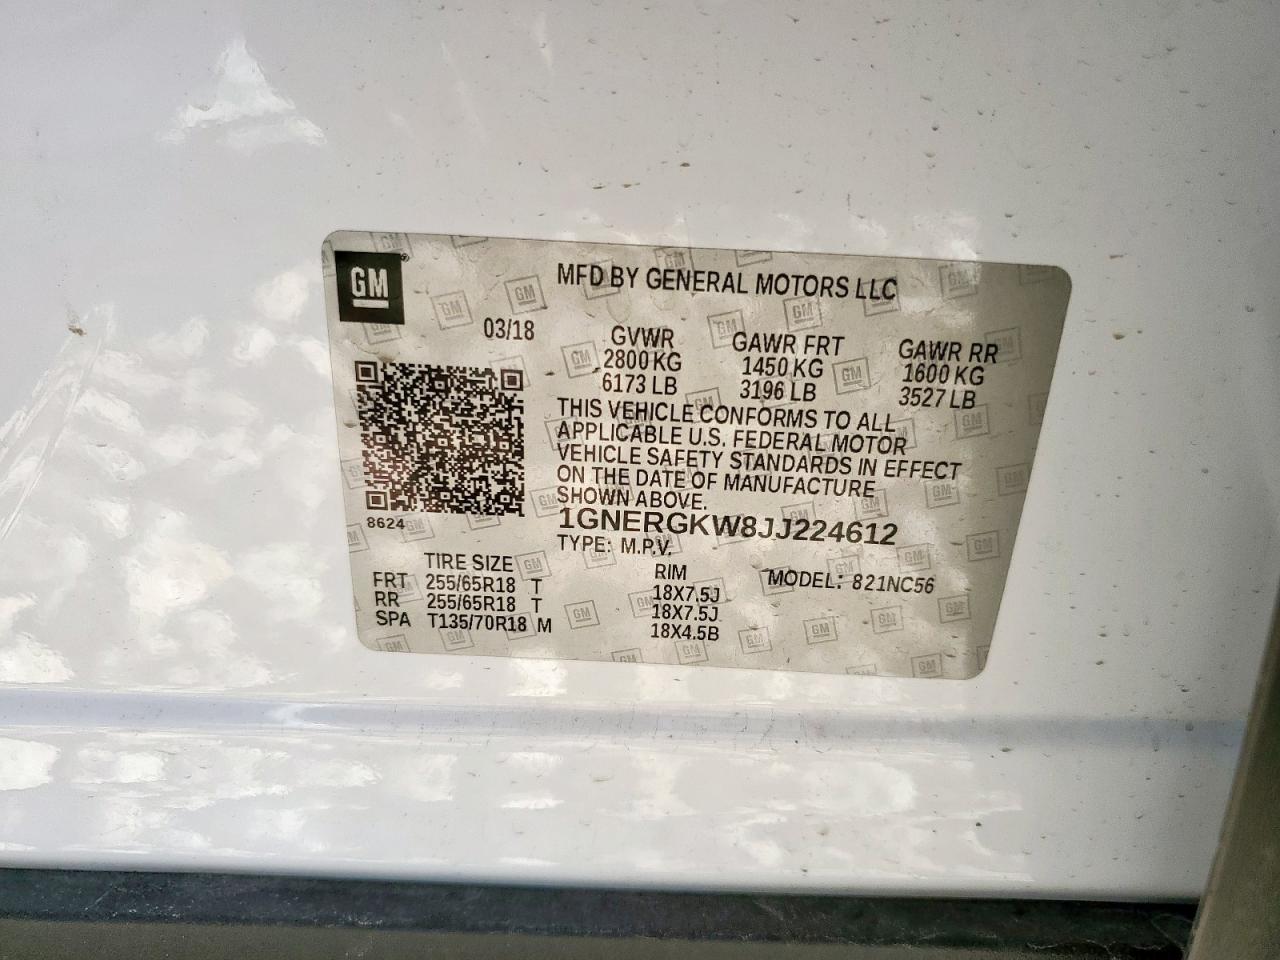 GM
MFD BY GENERAL MOTORS LLC
03/18 GVWR GAWR FRT GAWR RR
2800 KG 1450 KG 1600 KG
6173 LB 3196 LB 3527 LB
THIS VEHICLE CONFORMS TO ALL
APPLICABLE U.S. FEDERAL MOTOR
VEHICLE SAFETY STANDARDS IN EFFECT
ON THE DATE OF MANUFACTURE
SHOWN ABOVE.
8624
1GNERGKW8JJ224612
TYPE: M.P.V.
TIRE SIZE RIM MODEL: 821NC56
FRT 255/65R18 T 18X7.5J
RR 255/65R18 T 18X7.5J
SPA T135/70R18 M 18X4.5B